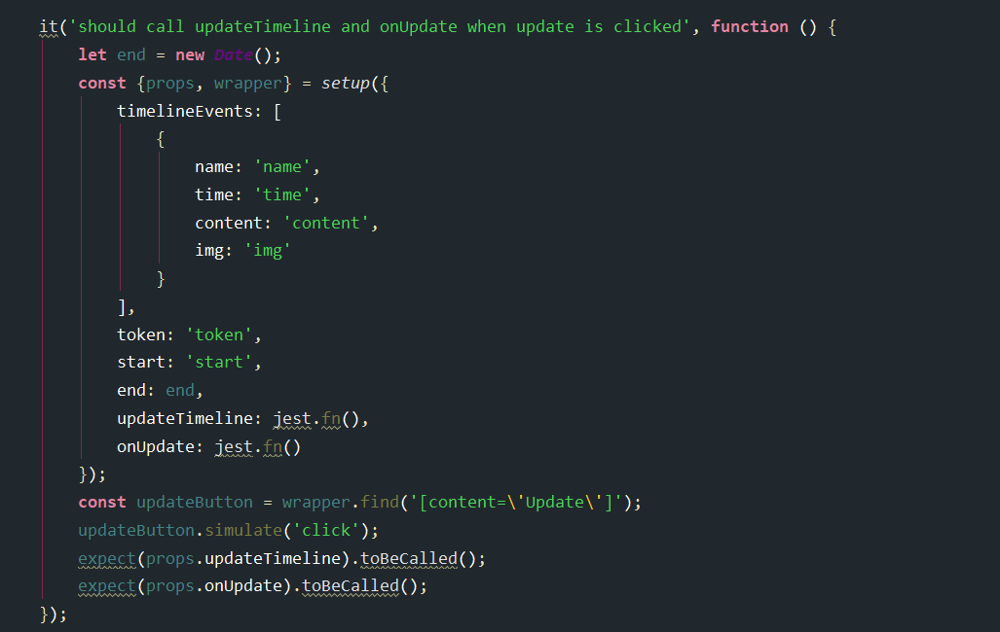 it('should call updateTimeline and onUpdate when update is clicked', function () {
    let end = new Date();
    const {props, wrapper} = setup({
        timelineEvents: [
            {
                name: 'name',
                time: 'time',
                content: 'content',
                img: 'img'
            }
        ],
        token: 'token',
        start: 'start',
        end: end,
        updateTimeline: jest.fn(),
        onUpdate: jest.fn()
    });
    const updateButton = wrapper.find('[content=\'Update\']');
    updateButton.simulate('click');
    expect(props.updateTimeline).toBeCalled();
    expect(props.onUpdate).toBeCalled();
});